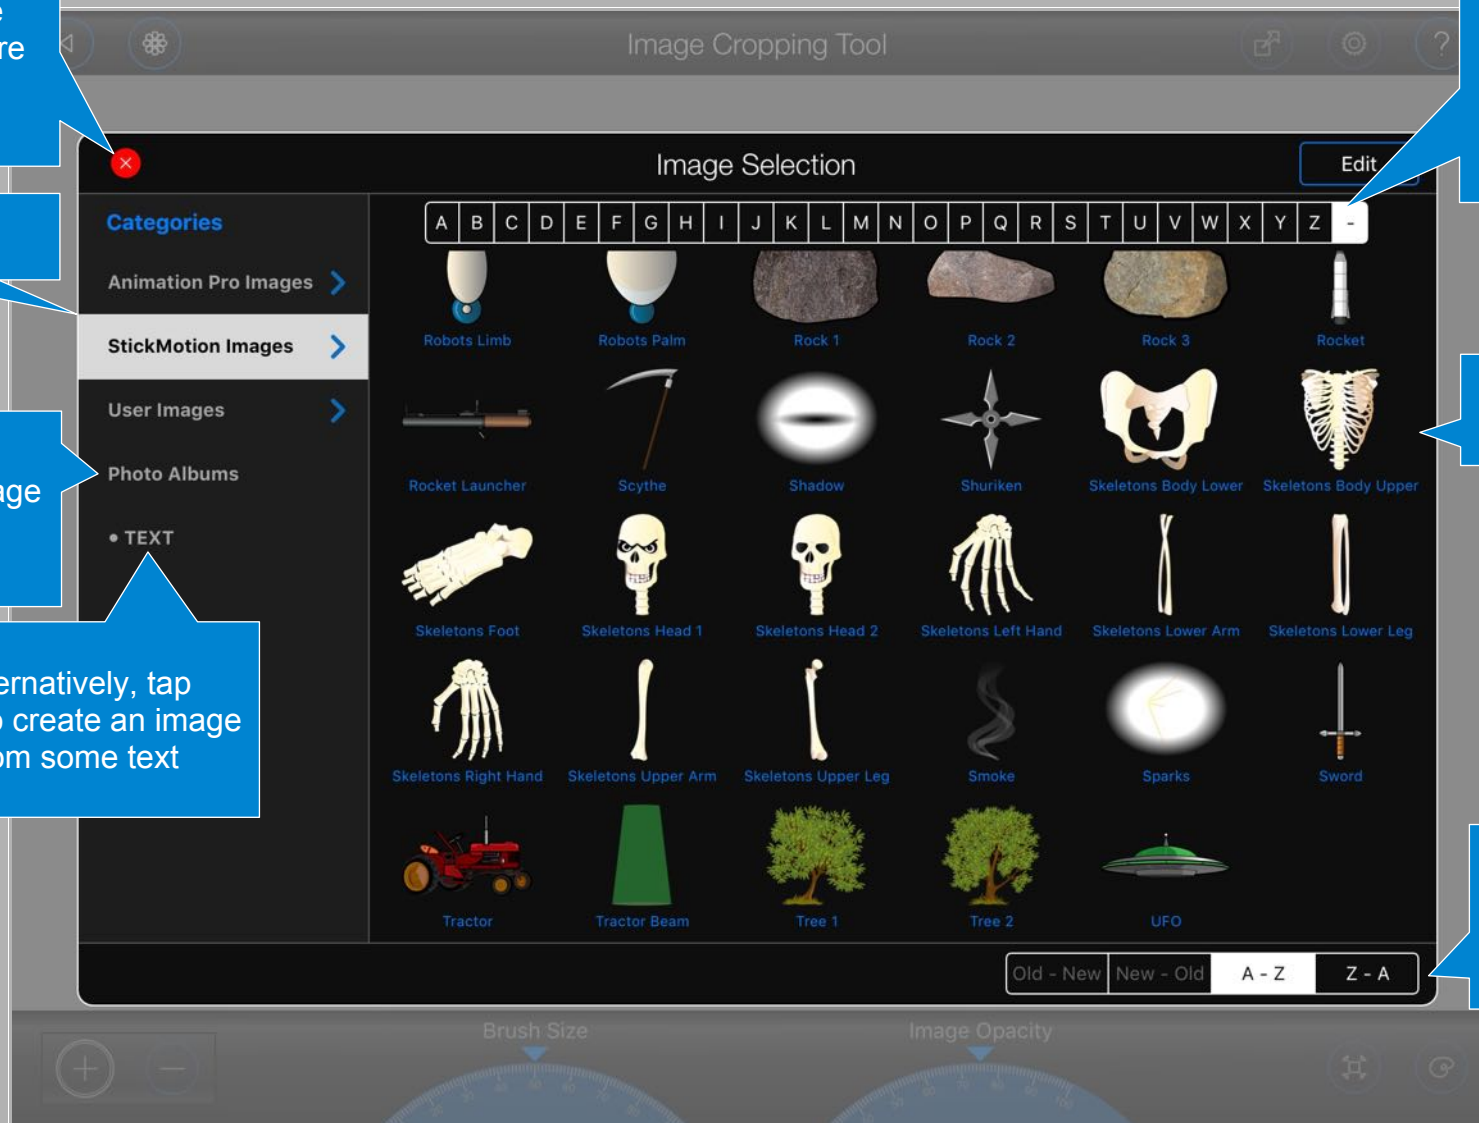 re
Image Cropping Tool
?
Image Selection
Edit
Categories
A B C D E F G H I J K L M N O P Q R S T U V W X Y Z -
Animation Pro Images
StickMotion Images
User Images
Photo Albums
• TEXT
Robots Limb
Robots Palm
Rock 1
Rock 2
Rock 3
Rocket
Rocket Launcher
Scythe
Shadow
Shuriken
Skeletons Body Lower
Skeletons Body Upper
Skeletons Foot
Skeletons Head 1
Skeletons Head 2
Skeletons Left Hand
Skeletons Lower Arm
Skeletons Lower Leg
Skeletons Right Hand
Skeletons Upper Arm
Skeletons Upper Leg
Smoke
Sparks
Sword
Tractor
Tractor Beam
Tree 1
Tree 2
UFO
age
ernatively, tap
o create an image
om some text
Old - New New - Old A - Z Z - A
Brush Size
Image Opacity